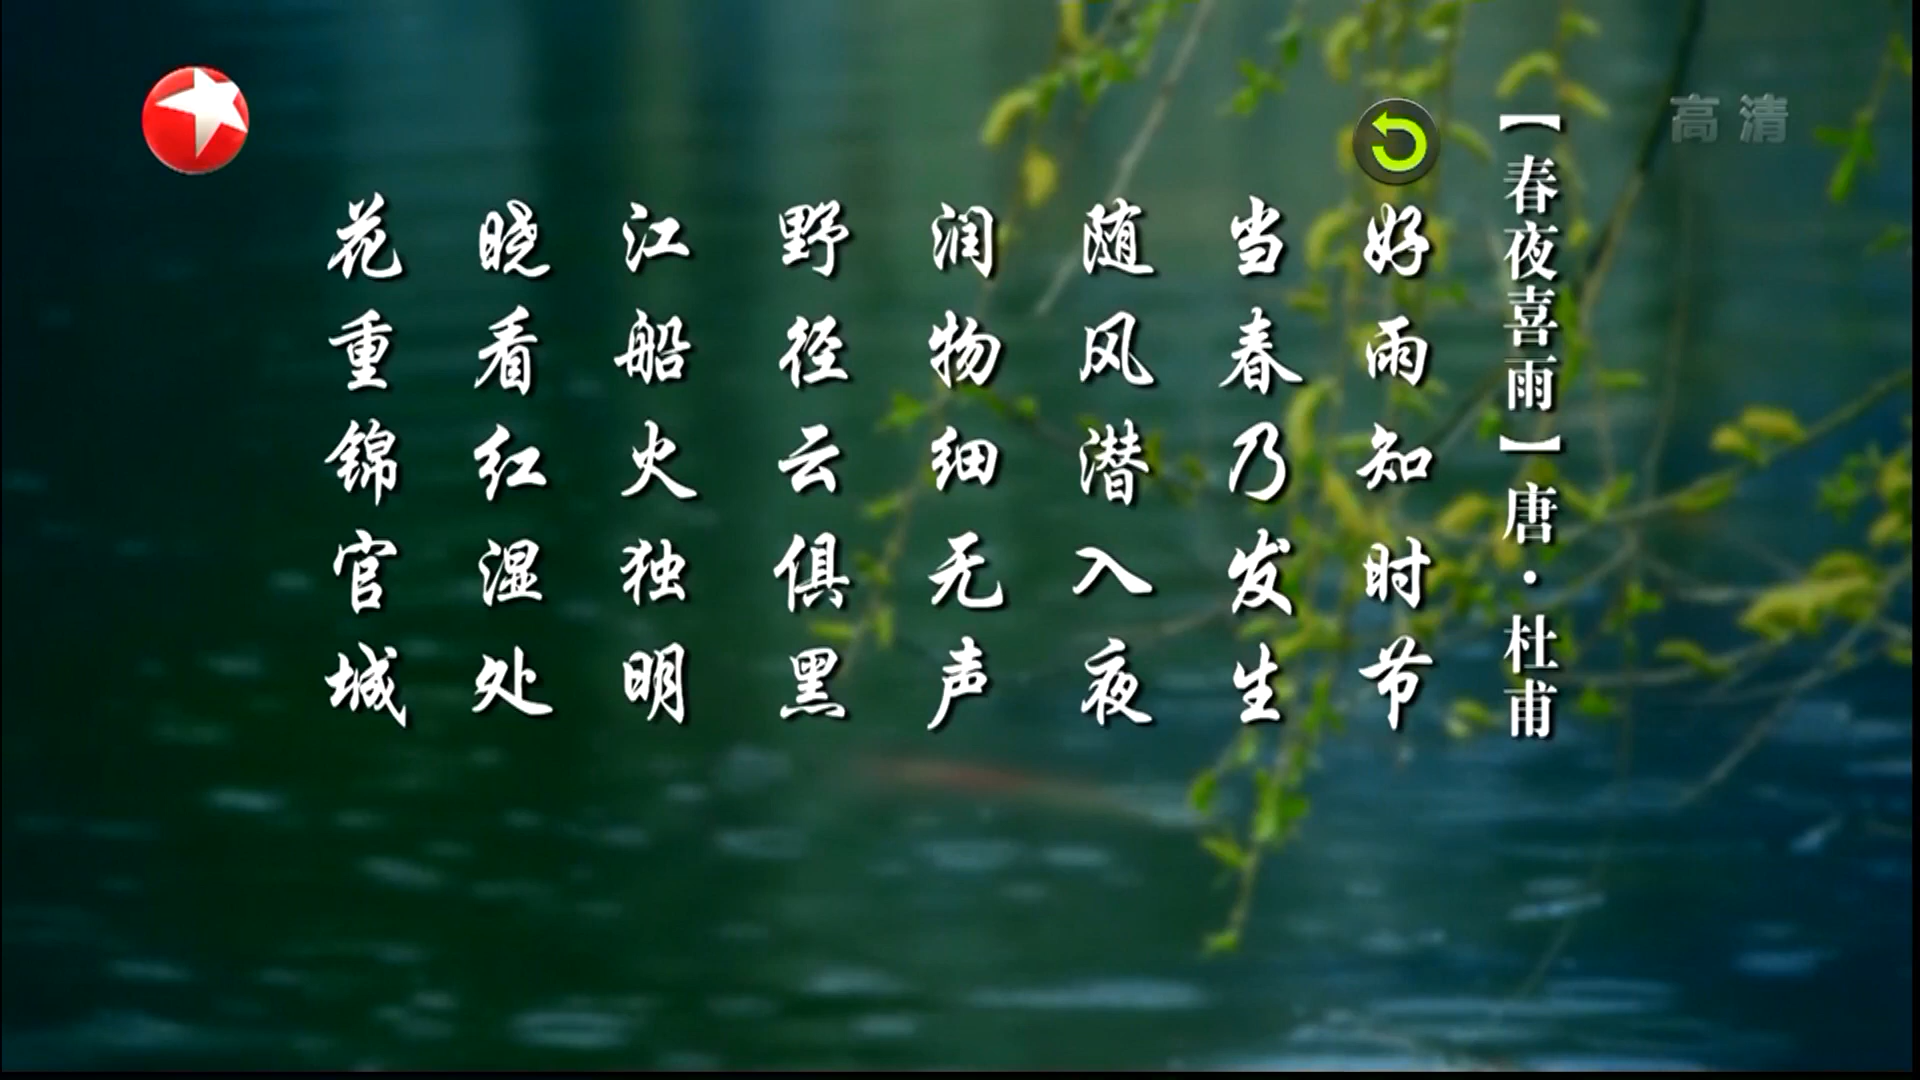 高清
【春夜喜雨】唐·杜甫
好雨知时节
当春乃发生
随风潜入夜
润物细无声
野径云俱黑
江船火独明
晓看红湿处
花重锦官城